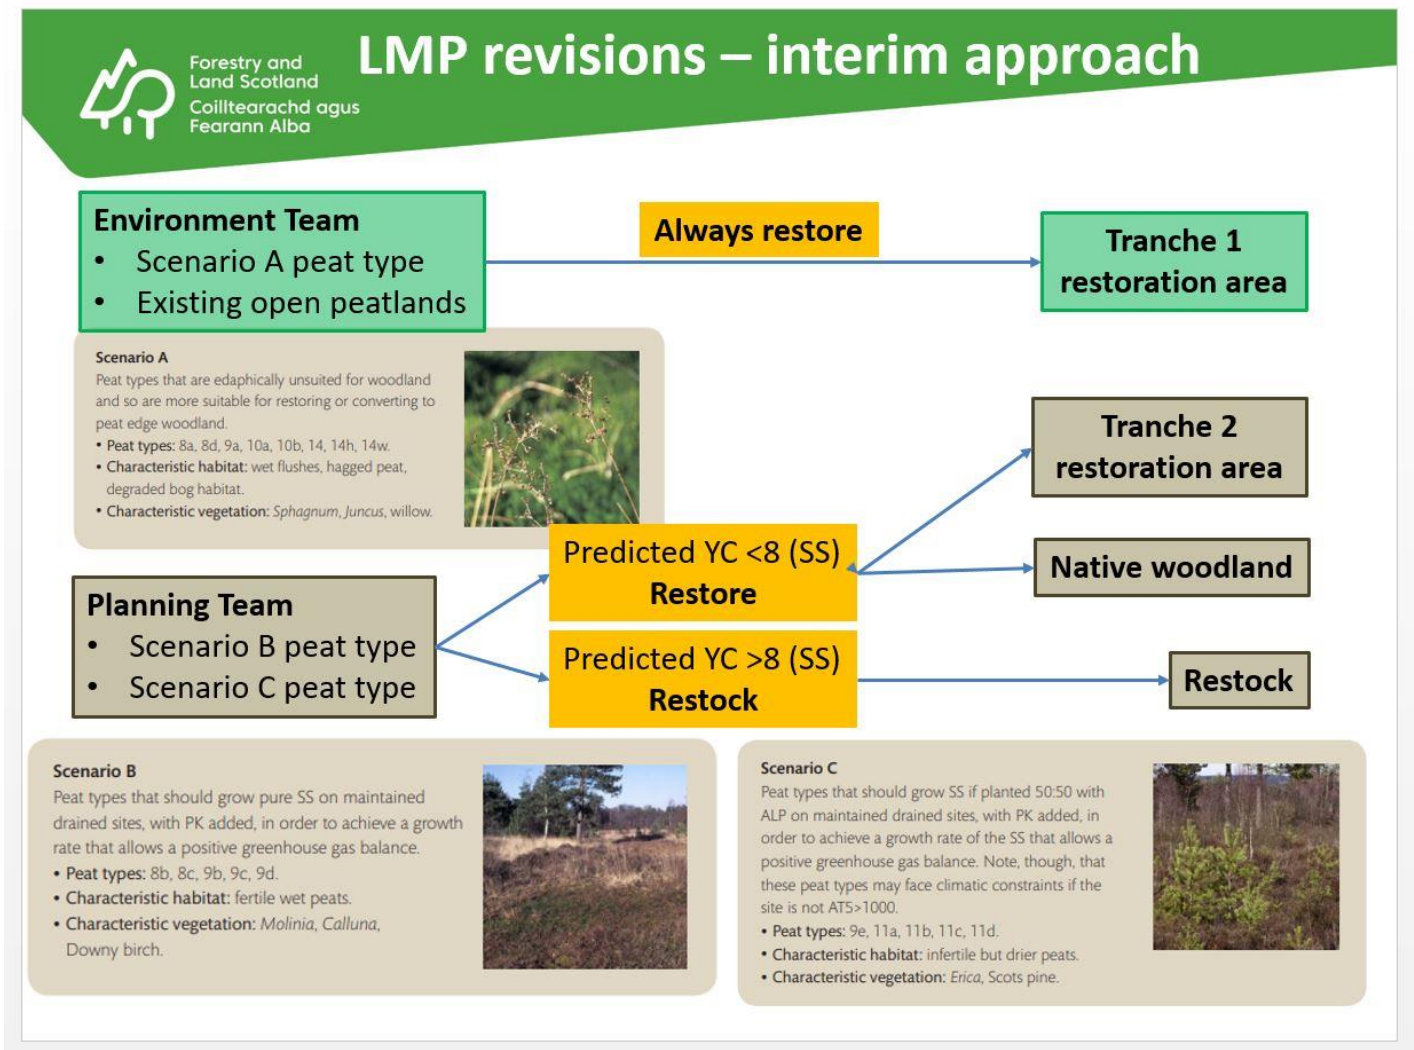 LMP revisions – interim approach
Forestry and
Land Scotland
Coilltearachd agus
Fearann Alba
Environment Team
• Scenario A peat type
• Existing open peatlands
Always restore
Tranche 1
restoration area
Scenario A
Peat types that are edaphically unsuited for woodland
and so are more suitable for restoring or converting to
peat edge woodland.
• Peat types: 8a, 8d, 9a, 10a, 10b, 14, 14h, 14w.
• Characteristic habitat: wet flushes, hagged peat,
degraded bog habitat.
• Characteristic vegetation: Sphagnum, Juncus, willow.
Tranche 2
restoration area
Predicted YC <8 (SS)
Restore
Native woodland
Planning Team
• Scenario B peat type
• Scenario C peat type
Predicted YC >8 (SS)
Restock
Restock
Scenario B
Peat types that should grow pure SS on maintained
drained sites, with PK added, in order to achieve a growth
rate that allows a positive greenhouse gas balance.
• Peat types: 8b, 8c, 9b, 9c, 9d.
• Characteristic habitat: fertile wet peats.
• Characteristic vegetation: Molinia, Calluna,
Downy birch.
Scenario C
Peat types that should grow SS if planted 50:50 with
ALP on maintained drained sites, with PK added, in
order to achieve a growth rate of the SS that allows a
positive greenhouse gas balance. Note, though, that
these peat types may face climatic constraints if the
site is not AT5>1000.
• Peat types: 9e, 11a, 11b, 11c, 11d.
• Characteristic habitat: infertile but drier peats.
• Characteristic vegetation: Erica, Scots pine.